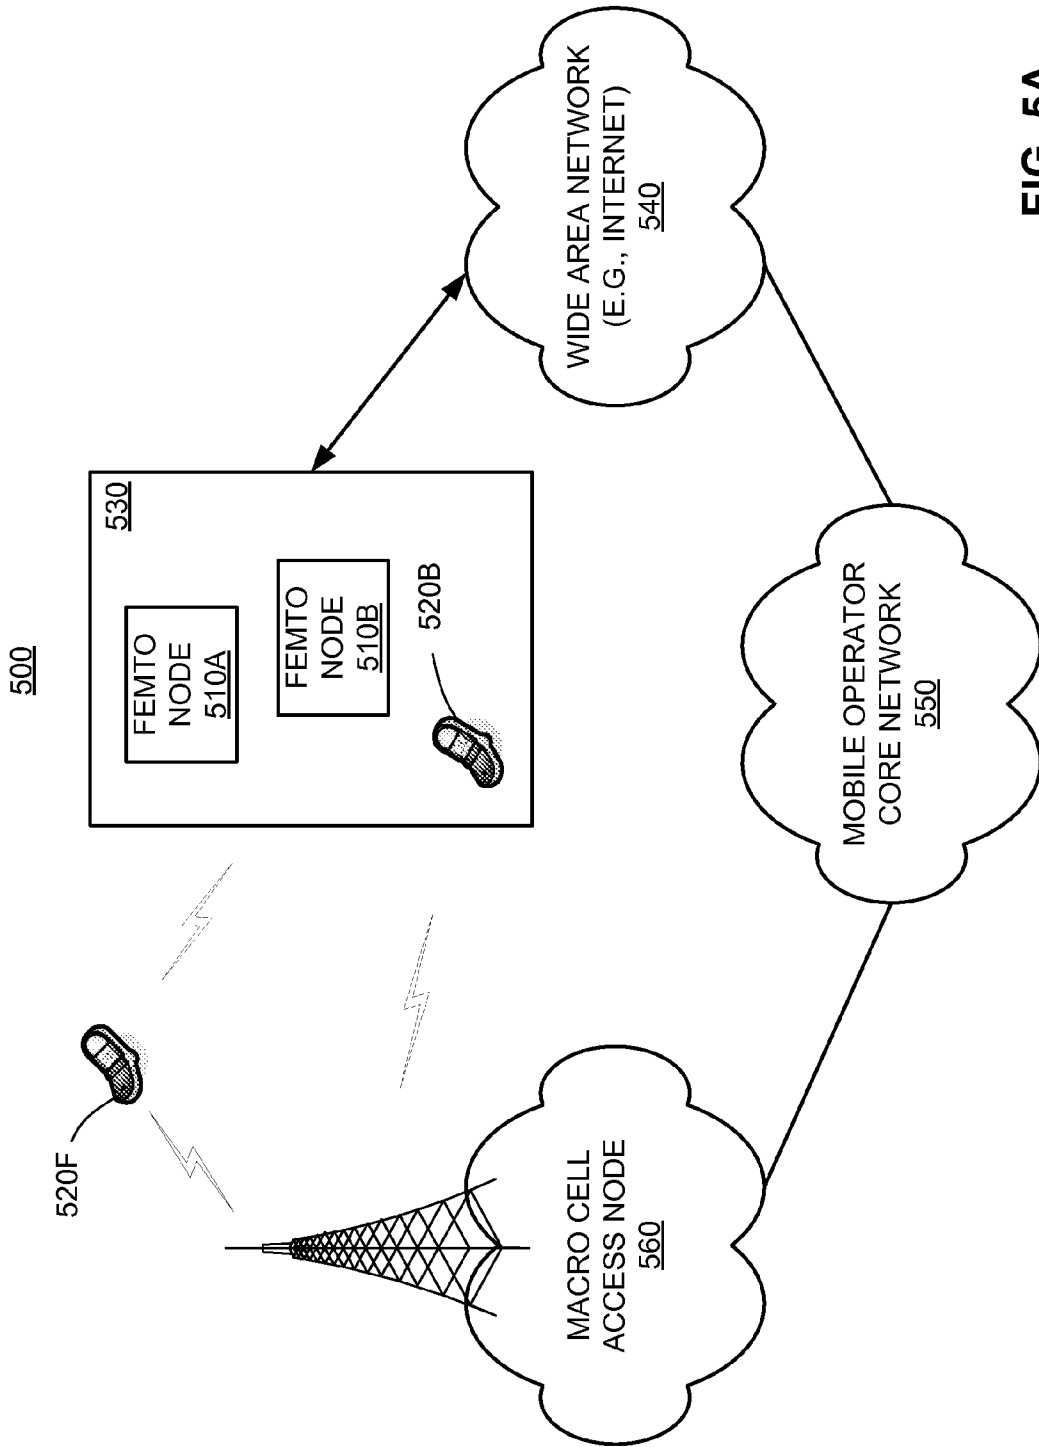 500
530
FEMTO
NODE
510A
FEMTO
NODE
510B
520B
520F
WIDE AREA NETWORK
(E.G., INTERNET)
540
MOBILE OPERATOR
CORE NETWORK
550
MACRO CELL
ACCESS NODE
560
FIG. 5A